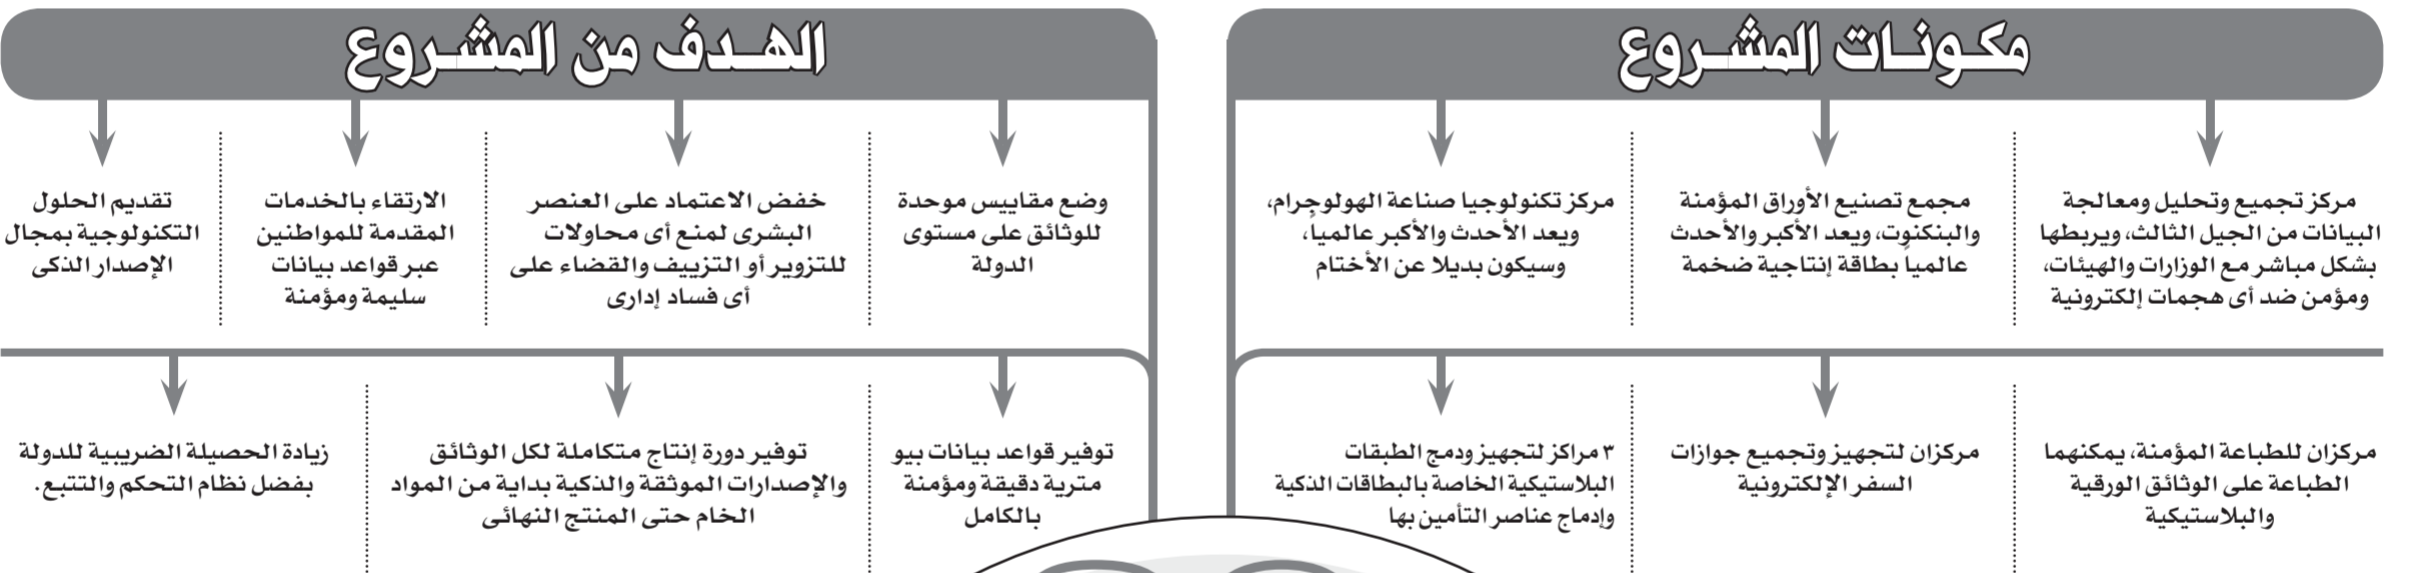 مكونات المشروع
مركز تجميع وتحليل ومعالجة
البيانات من الجيل الثالث، ويربطها
بشكل مباشر مع الوزارات والهيئات،
ومؤمن ضد أى هجمات إلكترونية
مجمع تصنيع الأوراق المؤمنة
والبنكنوت، ويعد الأكبر والأحدث
عالمياً بطاقة إنتاجية ضخمة
مركز تكنولوجيا صناعة الهولوجرام،
ويعد الأحدث والأكبر عالمياً،
وسيكون بديلا عن الأختام
مركزان للطباعة المؤمنة، يمكنهما
الطباعة على الوثائق الورقية
والبلاستيكية
مركزان لتجهيز وتجميع جوازات
السفر الإلكترونية
٣ مراكز لتجهيز ودمج الطبقات
البلاستيكية الخاصة بالبطاقات الذكية
وإدماج عناصر التأمين بها
الهدف من المشروع
وضع مقاييس موحدة
للوثائق على مستوى
الدولة
خفض الاعتماد على العنصر
البشرى لمنع أى محاولات
للتزوير أو التزييف والقضاء على
أى فساد إدارى
الارتقاء بالخدمات
المقدمة للمواطنين
عبر قواعد بيانات
سليمة ومؤمنة
تقديم الحلول
التكنولوجية بمجال
الإصدار الذكى
توفير قواعد بيانات بيو
مترية دقيقة ومؤمنة
بالكامل
توفير دورة إنتاج متكاملة لكل الوثائق
والإصدارات الموثقة والذكية بداية من المواد
الخام حتى المنتج النهائى
زيادة الحصيلة الضريبية للدولة
بفضل نظام التحكم والتتبع.